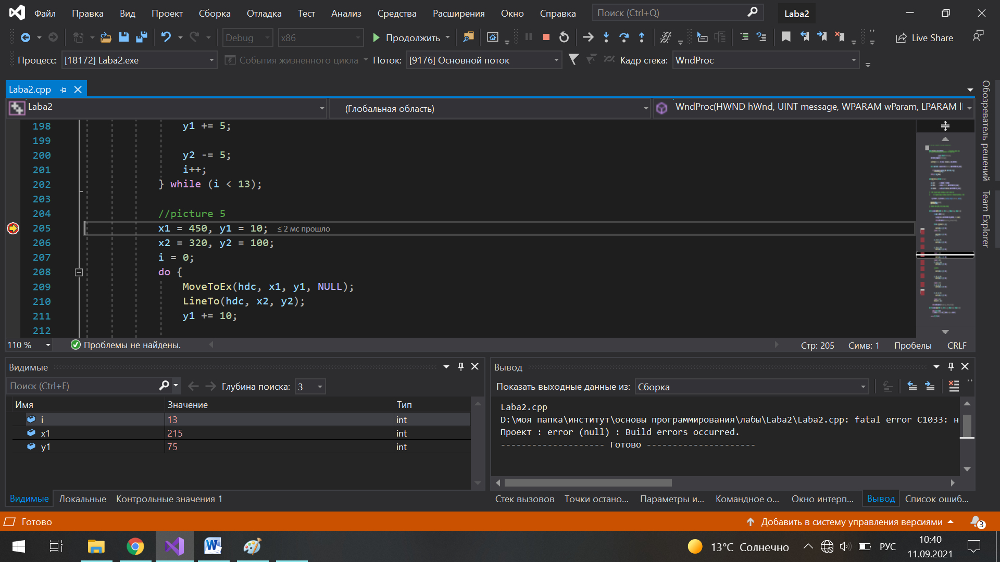 Файл Правка Вид Проект Сборка Отладка Тест Анализ Средства Расширения Окно Справка Поиск (Ctrl+Q) Laba2
Debug x86 Продолжить Live Share
Процесс: [18172] Laba2.exe События жизненного цикла Поток: [9176] Основной поток Кадр стека: WndProc
Laba2.cpp
Laba2 (Глобальная область) WndProc(HWND hWnd, UINT message, WPARAM wParam, LPARAM l
198 y1 += 5;
199
200 y2 -= 5;
201 i++;
202 } while (i < 13);
203
204 //picture 5
205 x1 = 450, y1 = 10; ≤ 2 мс прошло
206 x2 = 320, y2 = 100;
207 i = 0;
208 do {
209 MoveToEx(hdc, x1, y1, NULL);
210 LineTo(hdc, x2, y2);
211 y1 += 10;
212
Обозреватель решений
Team Explorer
110 % Проблемы не найдены. Стр: 205 Симв: 1 Пробелы CRLF
Видимые
Поиск (Ctrl+E) Глубина поиска: 3
Имя Значение Тип
i 13 int
x1 215 int
y1 75 int
Видимые Локальные Контрольные значения 1
Вывод
Показать выходные данные из: Сборка
Laba2.cpp
D:\моя папка\институт\основы программирования\лабы\Laba2\Laba2.cpp: fatal error C1033: н
Проект : error (null) : Build errors occurred.
-------------------- Готово ---------------------
Стек вызовов Точки остано... Параметры и... Командное о... Окно интерп... Вывод Список ошиб...
Готово Добавить в систему управления версиями 3
13°C Солнечно РУС 10:40
11.09.2021